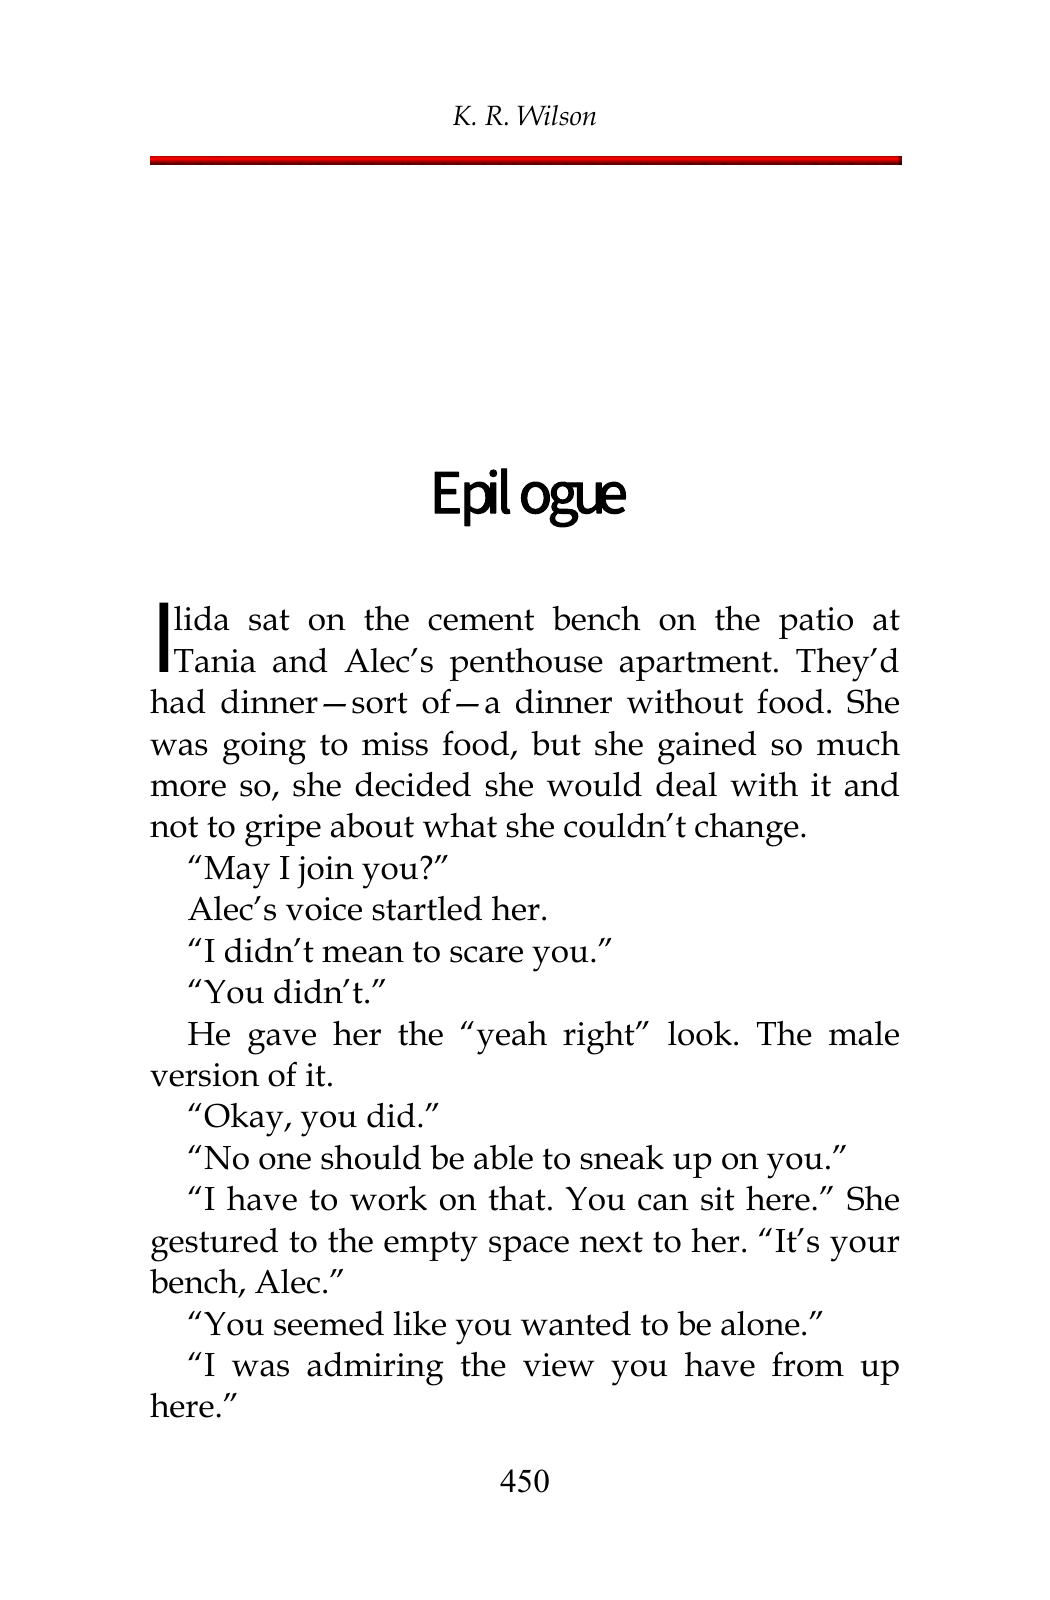 K. R. Wilson
Epilogue
Ilida sat on the cement bench on the patio at
Tania and Alec’s penthouse apartment. They’d
had dinner—sort of—a dinner without food. She
was going to miss food, but she gained so much
more so, she decided she would deal with it and
not to gripe about what she couldn’t change.
“May I join you?”
Alec’s voice startled her.
“I didn’t mean to scare you.”
“You didn’t.”
He gave her the “yeah right” look. The male
version of it.
“Okay, you did.”
“No one should be able to sneak up on you.”
“I have to work on that. You can sit here.” She
gestured to the empty space next to her. “It’s your
bench, Alec.”
“You seemed like you wanted to be alone.”
“I was admiring the view you have from up
here.”
450